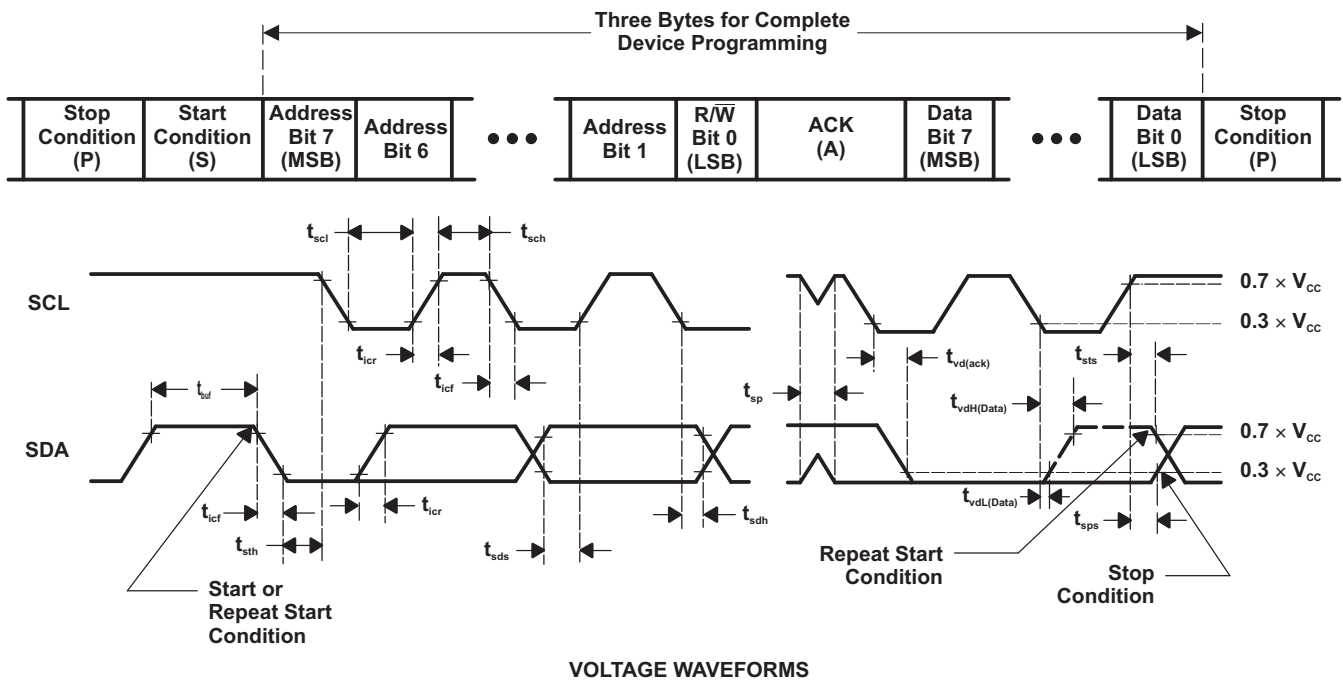 Three Bytes for Complete
Device Programming
Stop
Condition
(P)
Start
Condition
(S)
Address
Bit 7
(MSB)
Address
Bit 6
•••
Address
Bit 1
R/W̅
Bit 0
(LSB)
ACK
(A)
Data
Bit 7
(MSB)
•••
Data
Bit 0
(LSB)
Stop
Condition
(P)
tscl
tsch
SCL
0.7 × VCC
0.3 × VCC
ticr
ticf
tvd(ack)
tsts
tbuf
tsp
tvdH(Data)
SDA
0.7 × VCC
0.3 × VCC
ticf
ticr
tsth
tsds
tsdh
tvdL(Data)
tsps
Start or
Repeat Start
Condition
Repeat Start
Condition
Stop
Condition
VOLTAGE WAVEFORMS